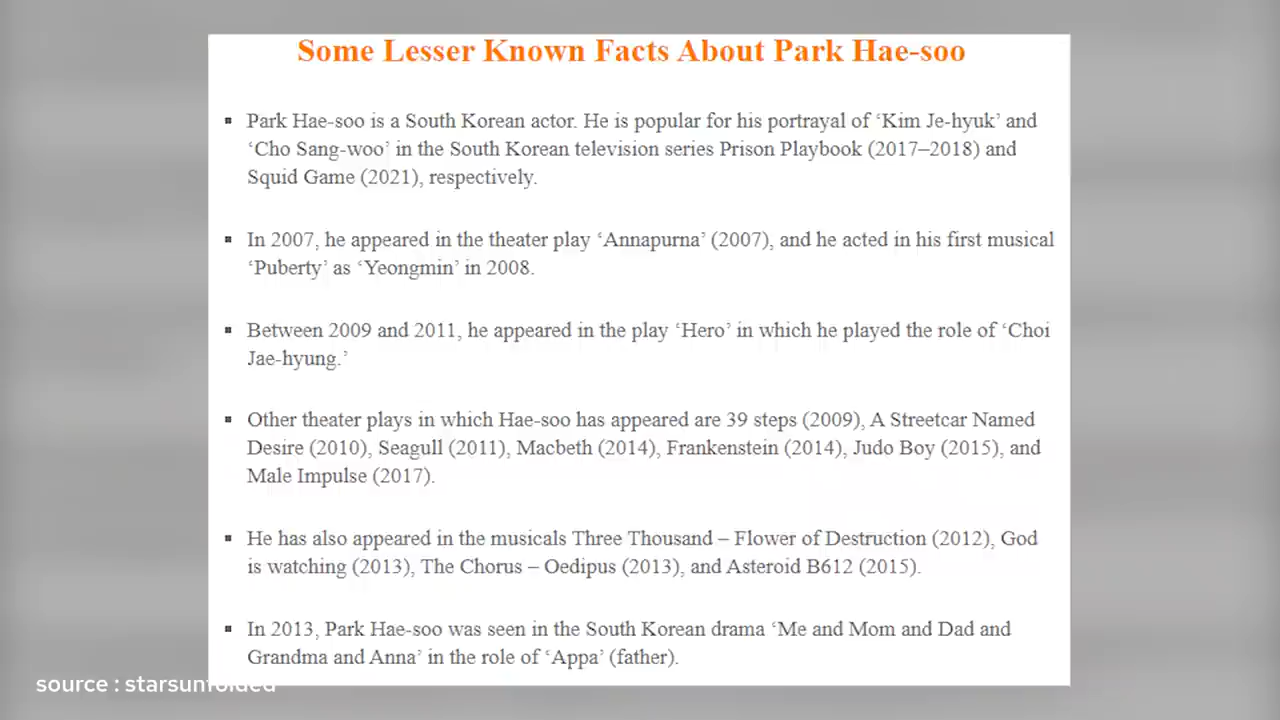 Some Lesser Known Facts About Park Hae-soo
▪ Park Hae-soo is a South Korean actor. He is popular for his portrayal of ‘Kim Je-hyuk’ and
‘Cho Sang-woo’ in the South Korean television series Prison Playbook (2017–2018) and
Squid Game (2021), respectively.
▪ In 2007, he appeared in the theater play ‘Annapurna’ (2007), and he acted in his first musical
‘Puberty’ as ‘Yeongmin’ in 2008.
▪ Between 2009 and 2011, he appeared in the play ‘Hero’ in which he played the role of ‘Choi
Jae-hyung.’
▪ Other theater plays in which Hae-soo has appeared are 39 steps (2009), A Streetcar Named
Desire (2010), Seagull (2011), Macbeth (2014), Frankenstein (2014), Judo Boy (2015), and
Male Impulse (2017).
▪ He has also appeared in the musicals Three Thousand – Flower of Destruction (2012), God
is watching (2013), The Chorus – Oedipus (2013), and Asteroid B612 (2015).
▪ In 2013, Park Hae-soo was seen in the South Korean drama ‘Me and Mom and Dad and
Grandma and Anna’ in the role of ‘Appa’ (father).
source : starsunfolded